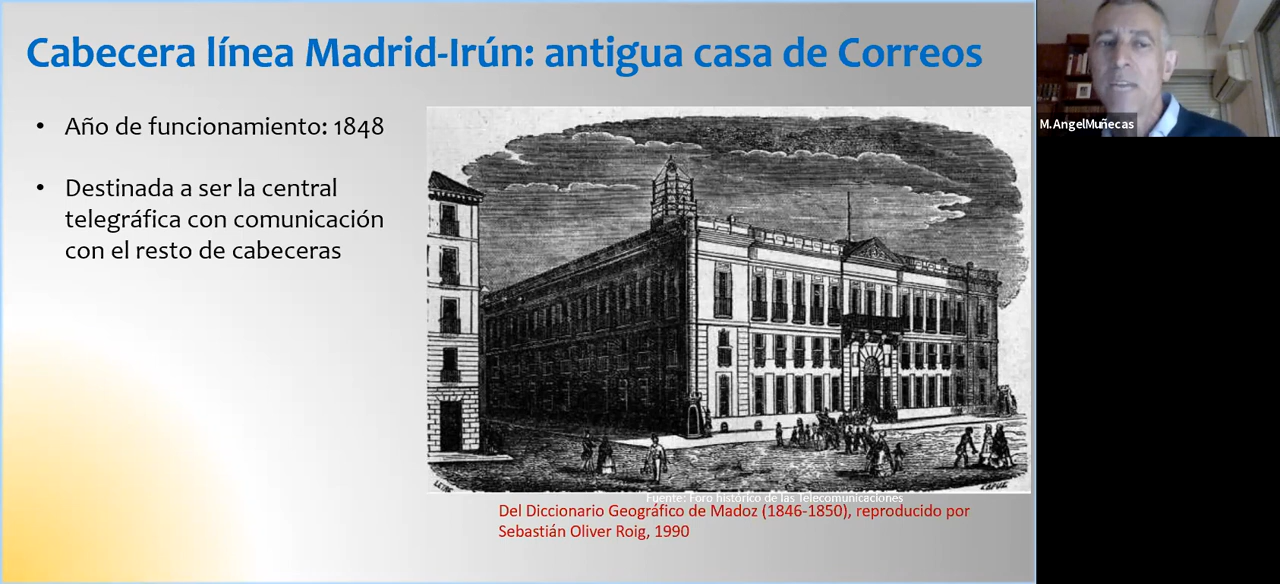 Cabecera línea Madrid-Irún: antigua casa de Correos
• Año de funcionamiento: 1848
• Destinada a ser la central
telegráfica con comunicación
con el resto de cabeceras
Fuente: Foro histórico de las Telecomunicaciones
Del Diccionario Geográfico de Madoz (1846-1850), reproducido por
Sebastián Oliver Roig, 1990
M.AngelMuñecas